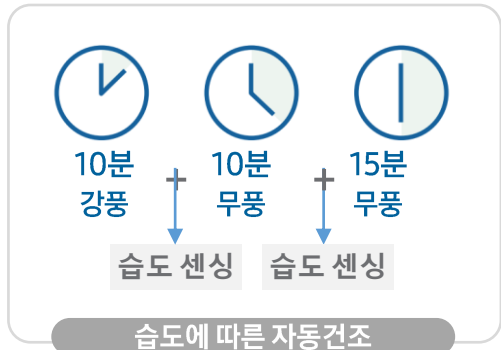 10분 10분 15분
강풍 + 무풍 + 무풍
습도 센싱 습도 센싱
습도에 따른 자동건조